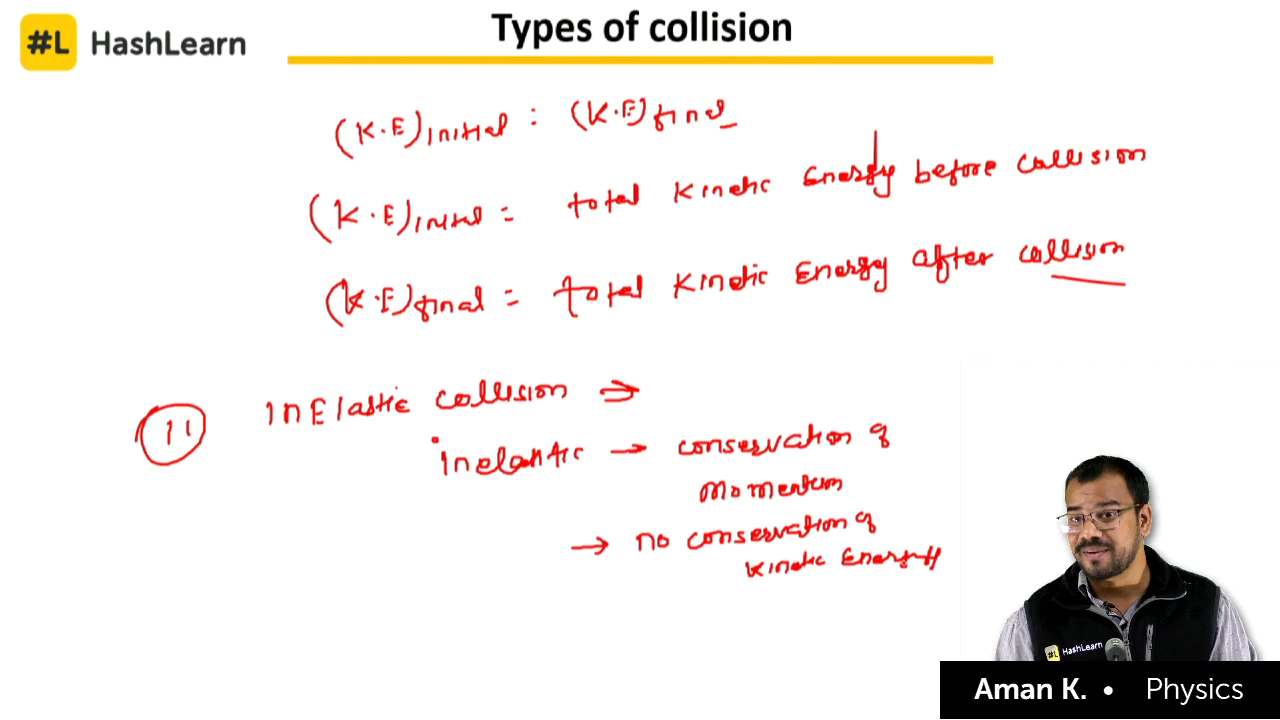 #L HashLearn
Types of collision
(K.E)initial = (K.E)final
(K.E)initial = total kinetic Energy before collision
(K.E)final = total kinetic Energy after collision
11 InElastic collision ⇒
inelastic → conservation of
Momentum
→ no conservation of
kinetic Energy
#L HashLearn
Aman K. • Physics